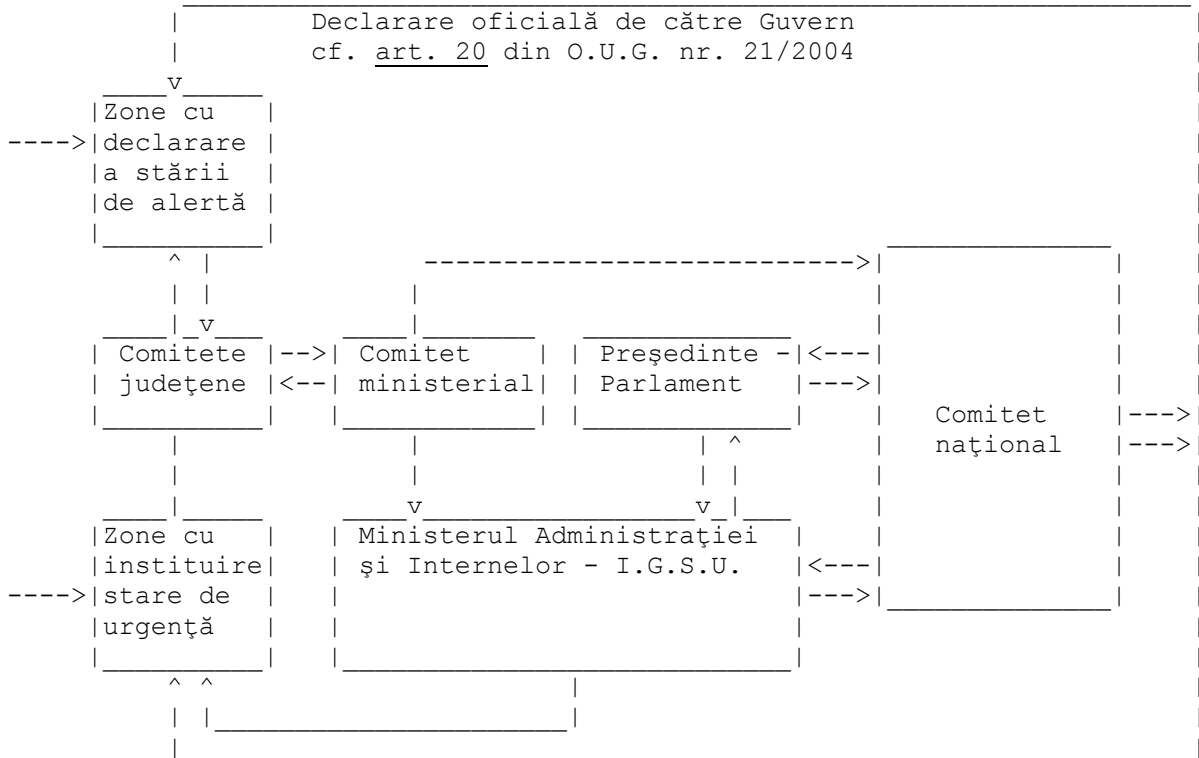 Declarare oficială de către Guvern
cf. art. 20 din O.U.G. nr. 21/2004
Zone cu
declarare
a stării
de alertă
Comitete
judeţene
Comitet
ministerial
Preşedinte -
Parlament
Comitet
naţional
Zone cu
instituire
stare de
urgenţă
Ministerul Administraţiei
şi Internelor - I.G.S.U.